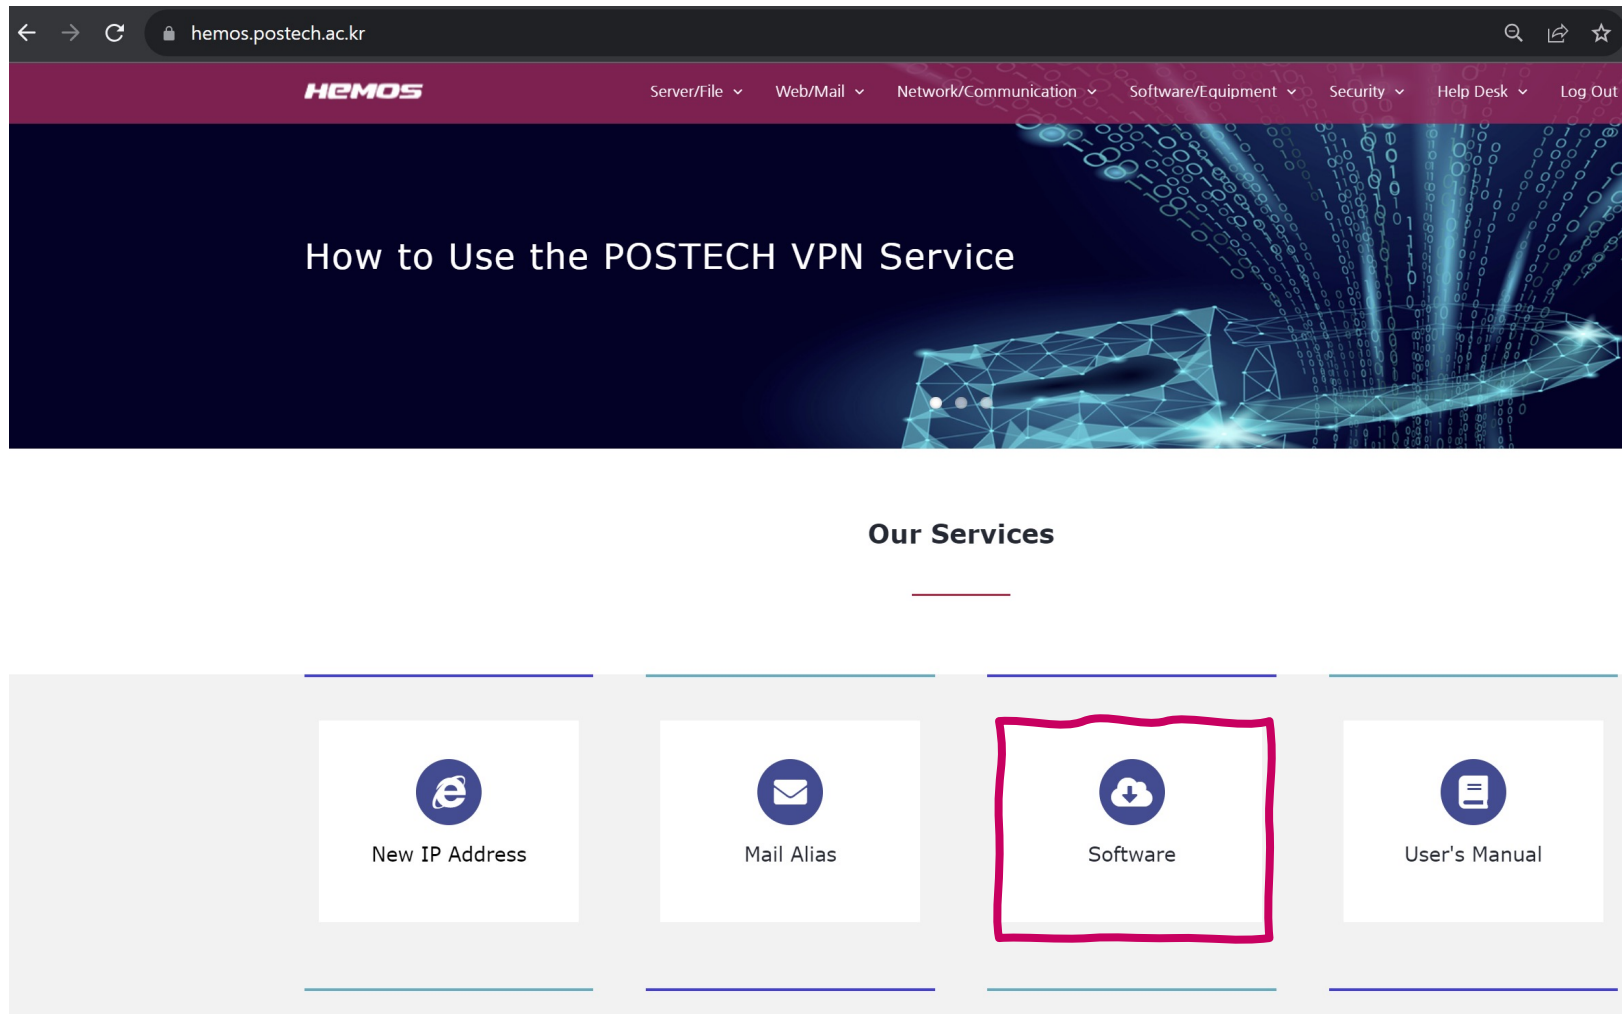 hemos.postech.ac.kr
HEMOS
Server/File
Web/Mail
Network/Communication
Software/Equipment
Security
Help Desk
Log Out
How to Use the POSTECH VPN Service
Our Services
New IP Address
Mail Alias
Software
User's Manual